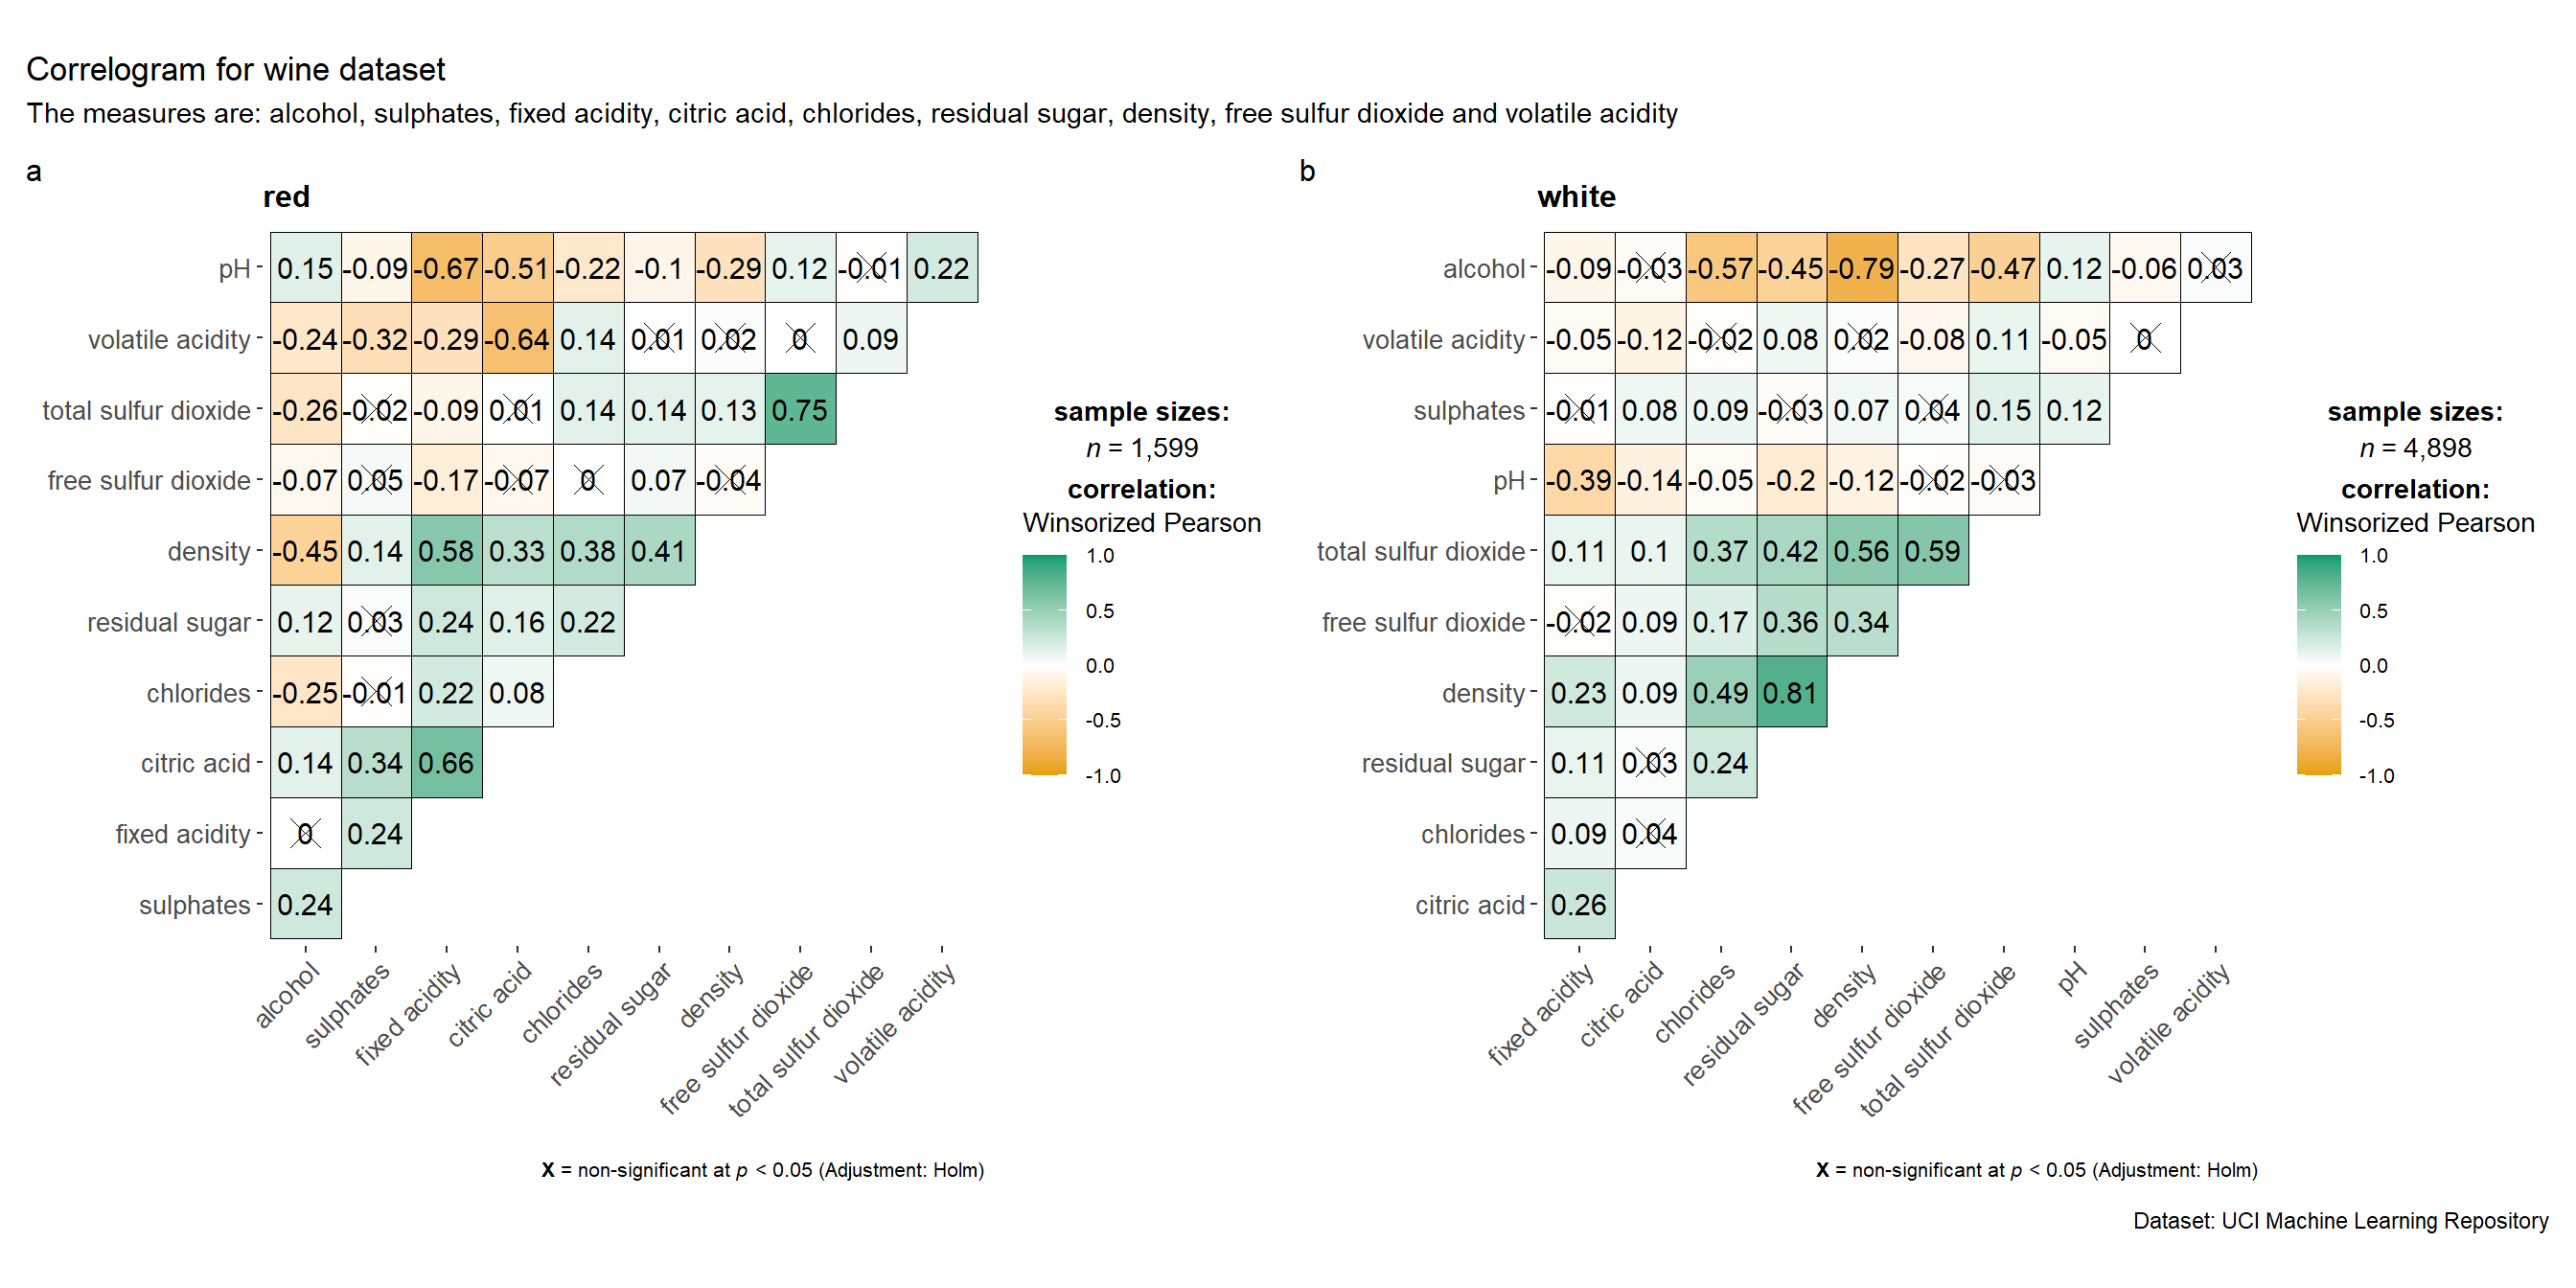 Correlogram for wine dataset
The measures are: alcohol, sulphates, fixed acidity, citric acid, chlorides, residual sugar, density, free sulfur dioxide and volatile acidity
a
red
pH 0.15 -0.09 -0.67 -0.51 -0.22 -0.1 -0.29 0.12 -0.01 0.22
volatile acidity -0.24 -0.32 -0.29 -0.64 0.14 0.01 0.02 0 0.09
total sulfur dioxide -0.26 -0.02 -0.09 0.01 0.14 0.14 0.13 0.75
free sulfur dioxide -0.07 0.05 -0.17 -0.07 0 0.07 -0.04
density -0.45 0.14 0.58 0.33 0.38 0.41
residual sugar 0.12 0.03 0.24 0.16 0.22
chlorides -0.25 -0.01 0.22 0.08
citric acid 0.14 0.34 0.66
fixed acidity 0 0.24
sulphates 0.24
alcohol sulphates fixed acidity citric acid chlorides residual sugar density free sulfur dioxide total sulfur dioxide volatile acidity
sample sizes:
n = 1,599
correlation:
Winsorized Pearson
1.0
0.5
0.0
-0.5
-1.0
X = non-significant at p < 0.05 (Adjustment: Holm)
b
white
alcohol -0.09 -0.03 -0.57 -0.45 -0.79 -0.27 -0.47 0.12 -0.06 0.03
volatile acidity -0.05 -0.12 -0.02 0.08 0.02 -0.08 0.11 -0.05 0
sulphates -0.01 0.08 0.09 -0.03 0.07 0.04 0.15 0.12
pH -0.39 -0.14 -0.05 -0.2 -0.12 -0.02 -0.03
total sulfur dioxide 0.11 0.1 0.37 0.42 0.56 0.59
free sulfur dioxide -0.02 0.09 0.17 0.36 0.34
density 0.23 0.09 0.49 0.81
residual sugar 0.11 0.03 0.24
chlorides 0.09 0.04
citric acid 0.26
fixed acidity citric acid chlorides residual sugar density free sulfur dioxide total sulfur dioxide pH sulphates volatile acidity
sample sizes:
n = 4,898
correlation:
Winsorized Pearson
1.0
0.5
0.0
-0.5
-1.0
X = non-significant at p < 0.05 (Adjustment: Holm)
Dataset: UCI Machine Learning Repository